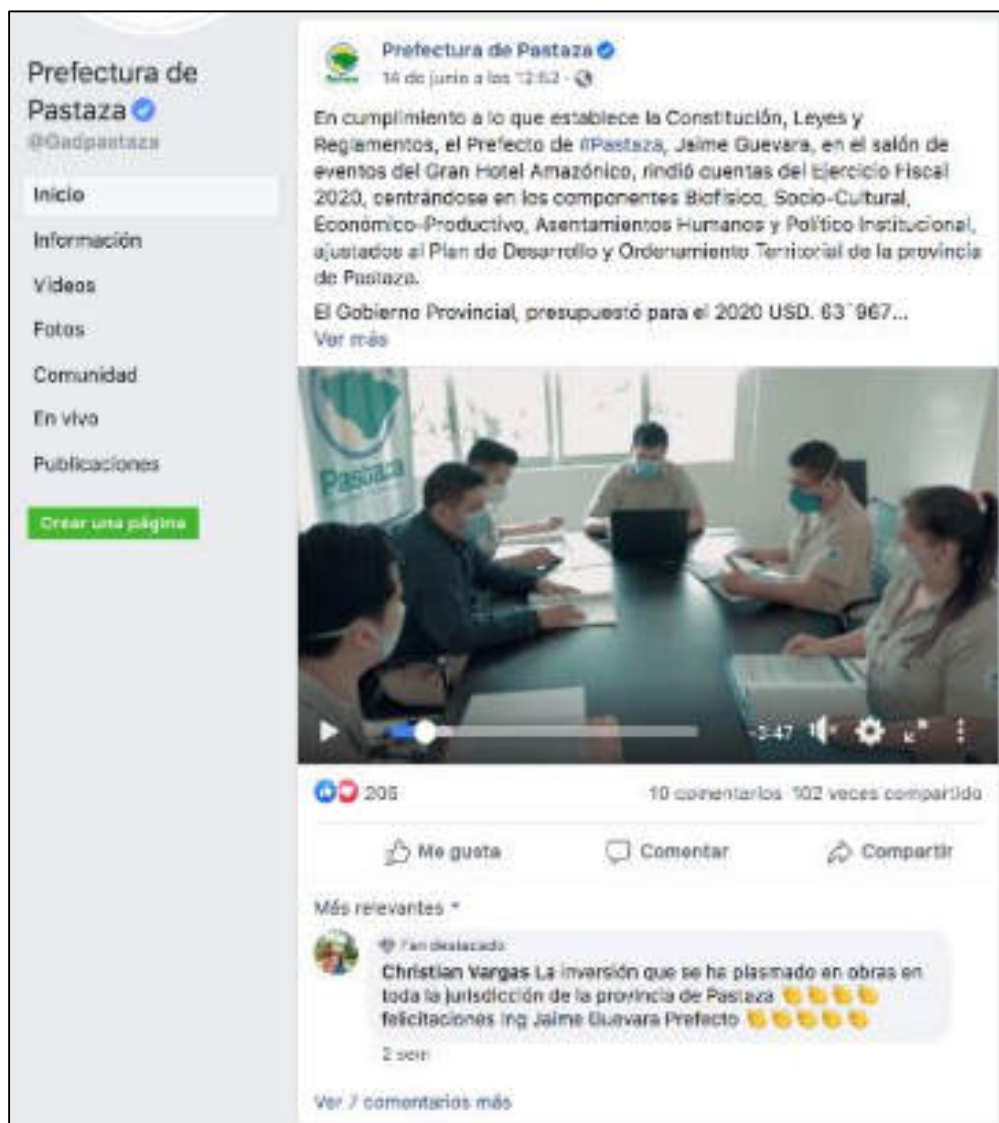 Prefectura de
Pastaza
@Gadpastaza
Inicio
Información
Videos
Fotos
Comunidad
En vivo
Publicaciones
Crear una página
Prefectura de Pastaza
14 de junio a las 12:52 ·
En cumplimiento a lo que establece la Constitución, Leyes y
Reglamentos, el Prefecto de #Pastaza, Jaime Guevara, en el salón de
eventos del Gran Hotel Amazónico, rindió cuentas del Ejercicio Fiscal
2020, centrándose en los componentes Biofísico, Socio-Cultural,
Económico-Productivo, Asentamientos Humanos y Político Institucional,
ajustados al Plan de Desarrollo y Ordenamiento Territorial de la provincia
de Pastaza.
El Gobierno Provincial, presupuestó para el 2020 USD. 63´967...
Ver más
Pastaza
-3:47
206
10 comentarios 102 veces compartido
Me gusta
Comentar
Compartir
Más relevantes
Fan destacado
Christian Vargas La inversión que se ha plasmado en obras en
toda la jurisdicción de la provincia de Pastaza 👏👏👏👏
felicitaciones Ing Jaime Guevara Prefecto 👏👏👏👏👏
2 sem
Ver 7 comentarios más